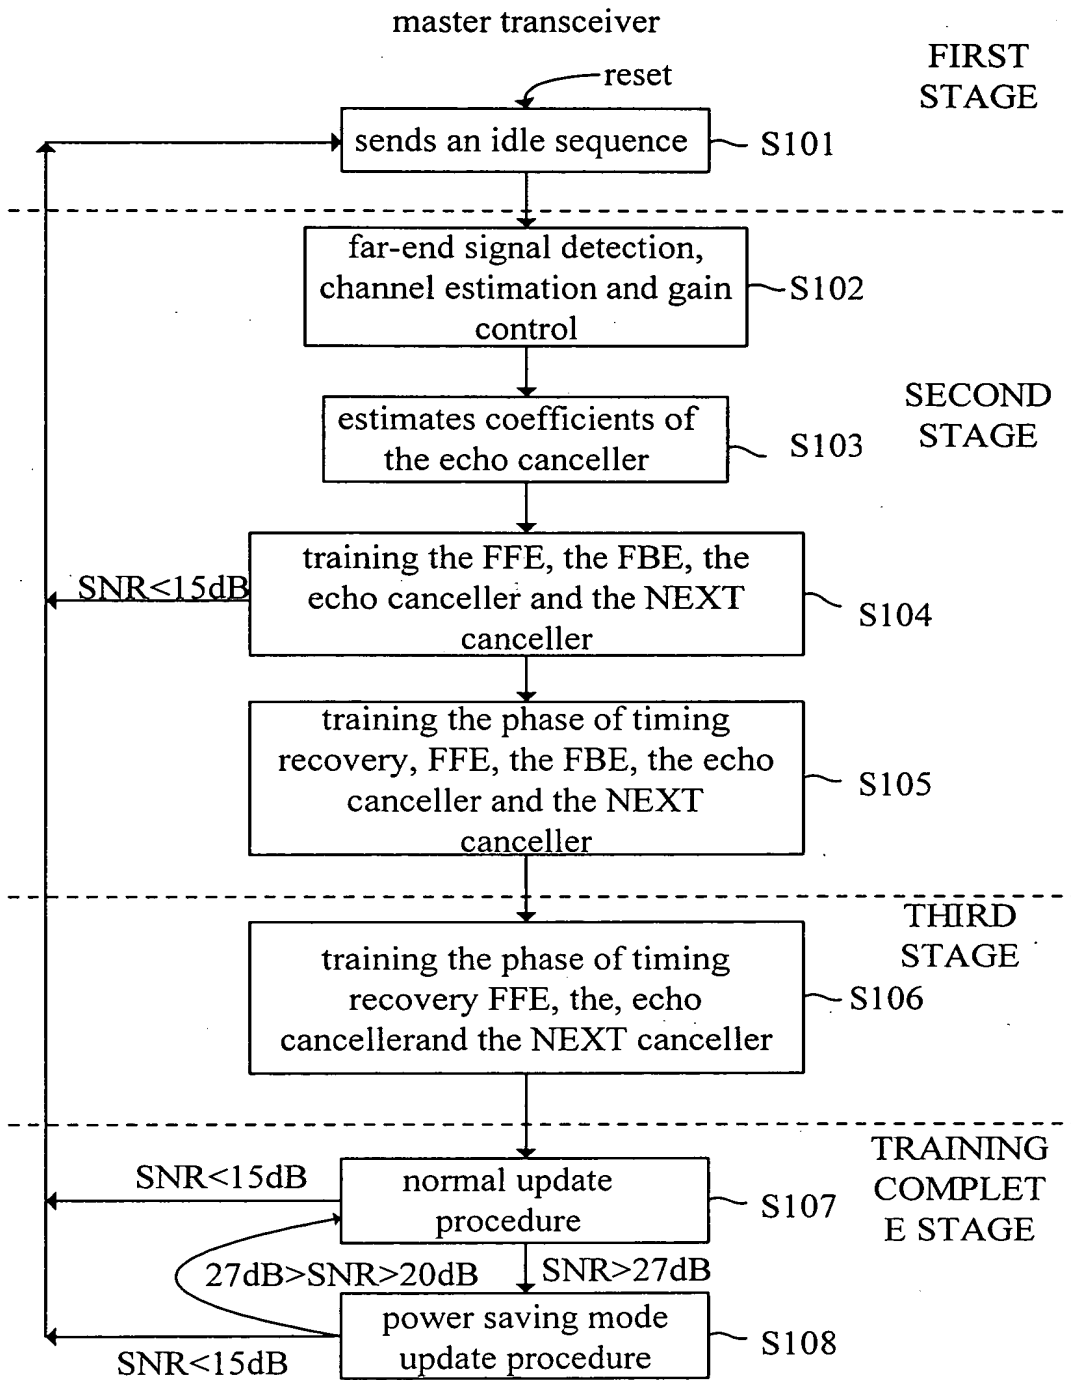 master transceiver
FIRST
STAGE
reset
sends an idle sequence
S101
far-end signal detection,
channel estimation and gain
control
S102
SECOND
STAGE
estimates coefficients of
the echo canceller
S103
training the FFE, the FBE, the
echo canceller and the NEXT
canceller
SNR<15dB
S104
training the phase of timing
recovery, FFE, the FBE, the echo
canceller and the NEXT
canceller
S105
THIRD
STAGE
training the phase of timing
recovery FFE, the, echo
cancellerand the NEXT canceller
S106
TRAINING
COMPLET
E STAGE
SNR<15dB
normal update
procedure
S107
27dB>SNR>20dB
SNR>27dB
power saving mode
update procedure
S108
SNR<15dB